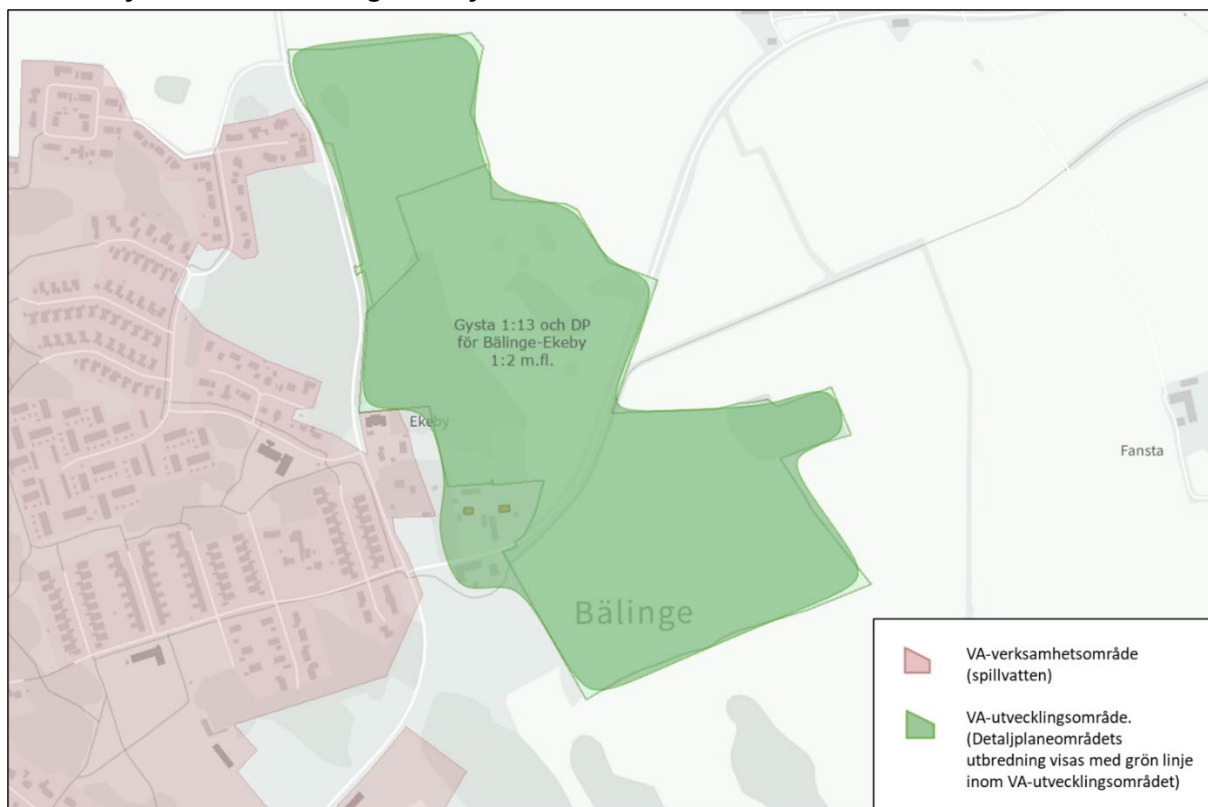 Gysta 1:13 och DP
för Bälinge-Ekeby
1:2 m.fl.
Ekeby
Fansta
Bälinge
VA-verksamhetsområde
(spillvatten)
VA-utvecklingsområde.
(Detaljplaneområdets
utbredning visas med grön linje
inom VA-utvecklingsområdet)